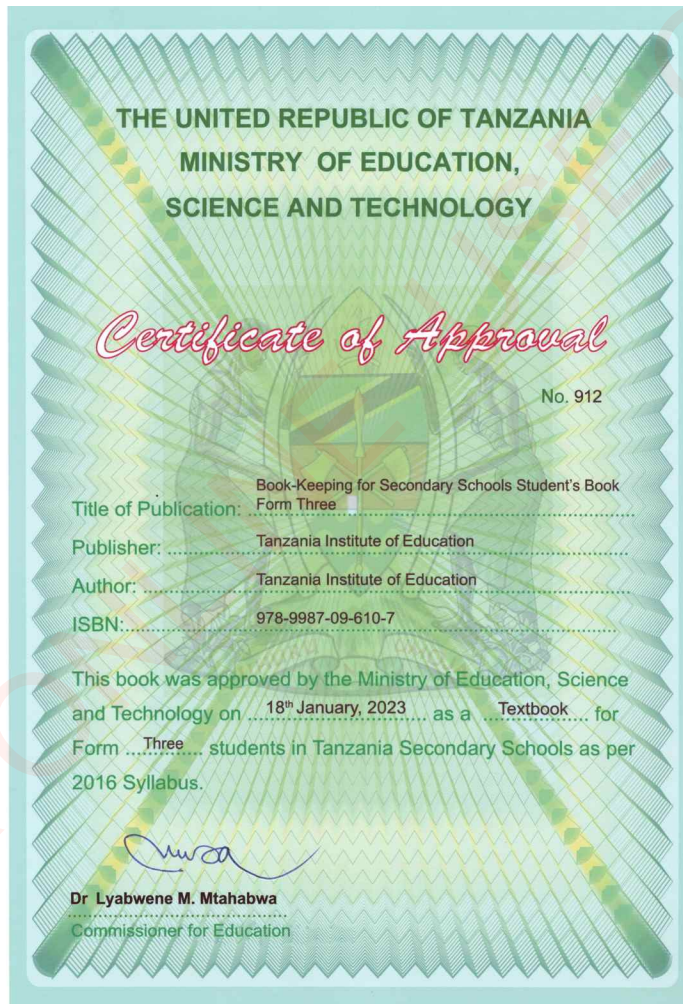 THE UNITED REPUBLIC OF TANZANIA
MINISTRY OF EDUCATION,
SCIENCE AND TECHNOLOGY
Certificate of Approval
No. 912
Title of Publication: Book-Keeping for Secondary Schools Student's Book
Form Three
Publisher: Tanzania Institute of Education
Author: Tanzania Institute of Education
ISBN: 978-9987-09-610-7
This book was approved by the Ministry of Education, Science
and Technology on 18th January, 2023 as a Textbook for
Form Three students in Tanzania Secondary Schools as per
2016 Syllabus.
Dr Lyabwene M. Mtahabwa
Commissioner for Education